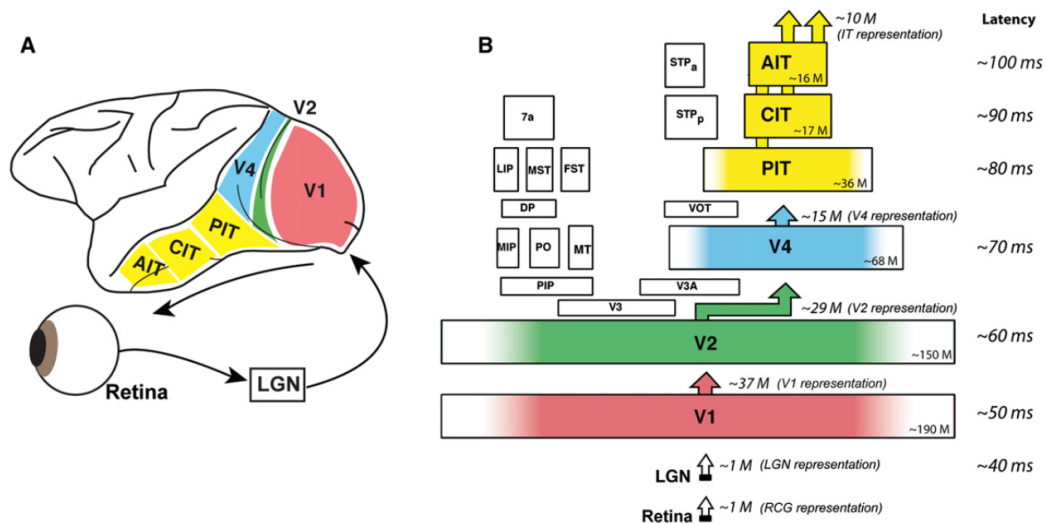 A
V2
V4
V1
PIT
CIT
AIT
Retina
LGN
B
Latency
~10 M
(IT representation)
STPa
AIT
~16 M
~100 ms
7a
STPp
CIT
~17 M
~90 ms
LIP
MST
FST
PIT
~36 M
~80 ms
DP
VOT
~15 M (V4 representation)
MIP
PO
MT
V4
~68 M
~70 ms
PIP
V3A
V3
~29 M (V2 representation)
V2
~150 M
~60 ms
~37 M (V1 representation)
V1
~190 M
~50 ms
LGN
~1 M (LGN representation)
~40 ms
Retina
~1 M (RCG representation)